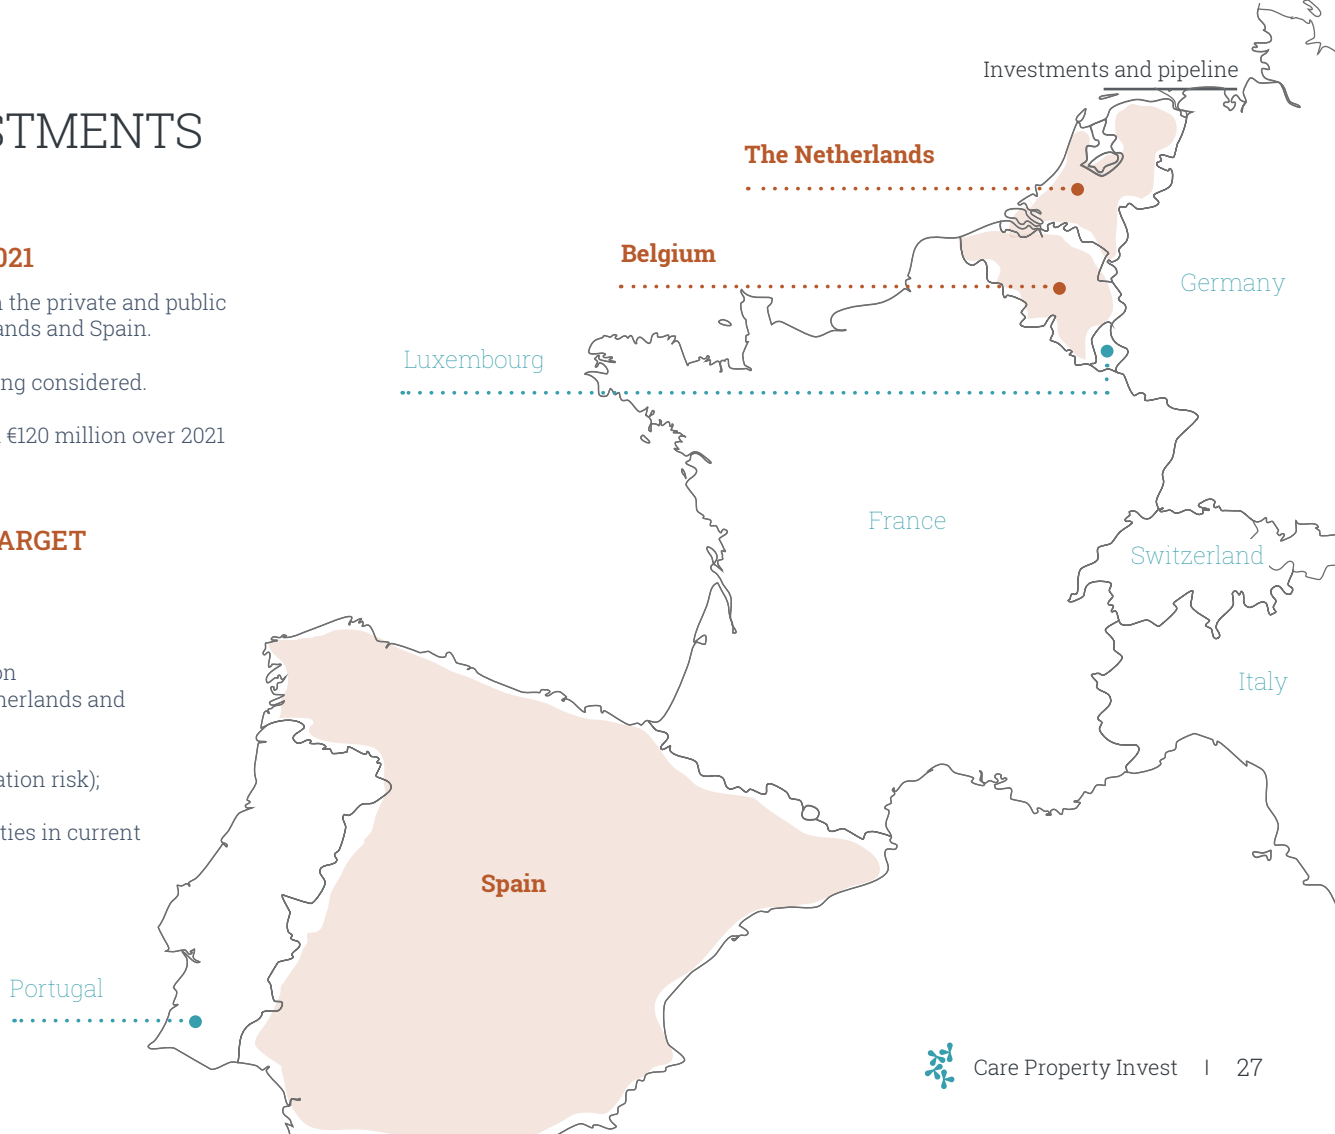 Investments and pipeline
STMENTS
The Netherlands
Belgium
021
the private and public
ands and Spain.
Germany
Luxembourg
ng considered.
€120 million over 2021
France
ARGET
Switzerland
on
herlands and
Italy
ation risk);
ties in current
Spain
Portugal
Care Property Invest | 27